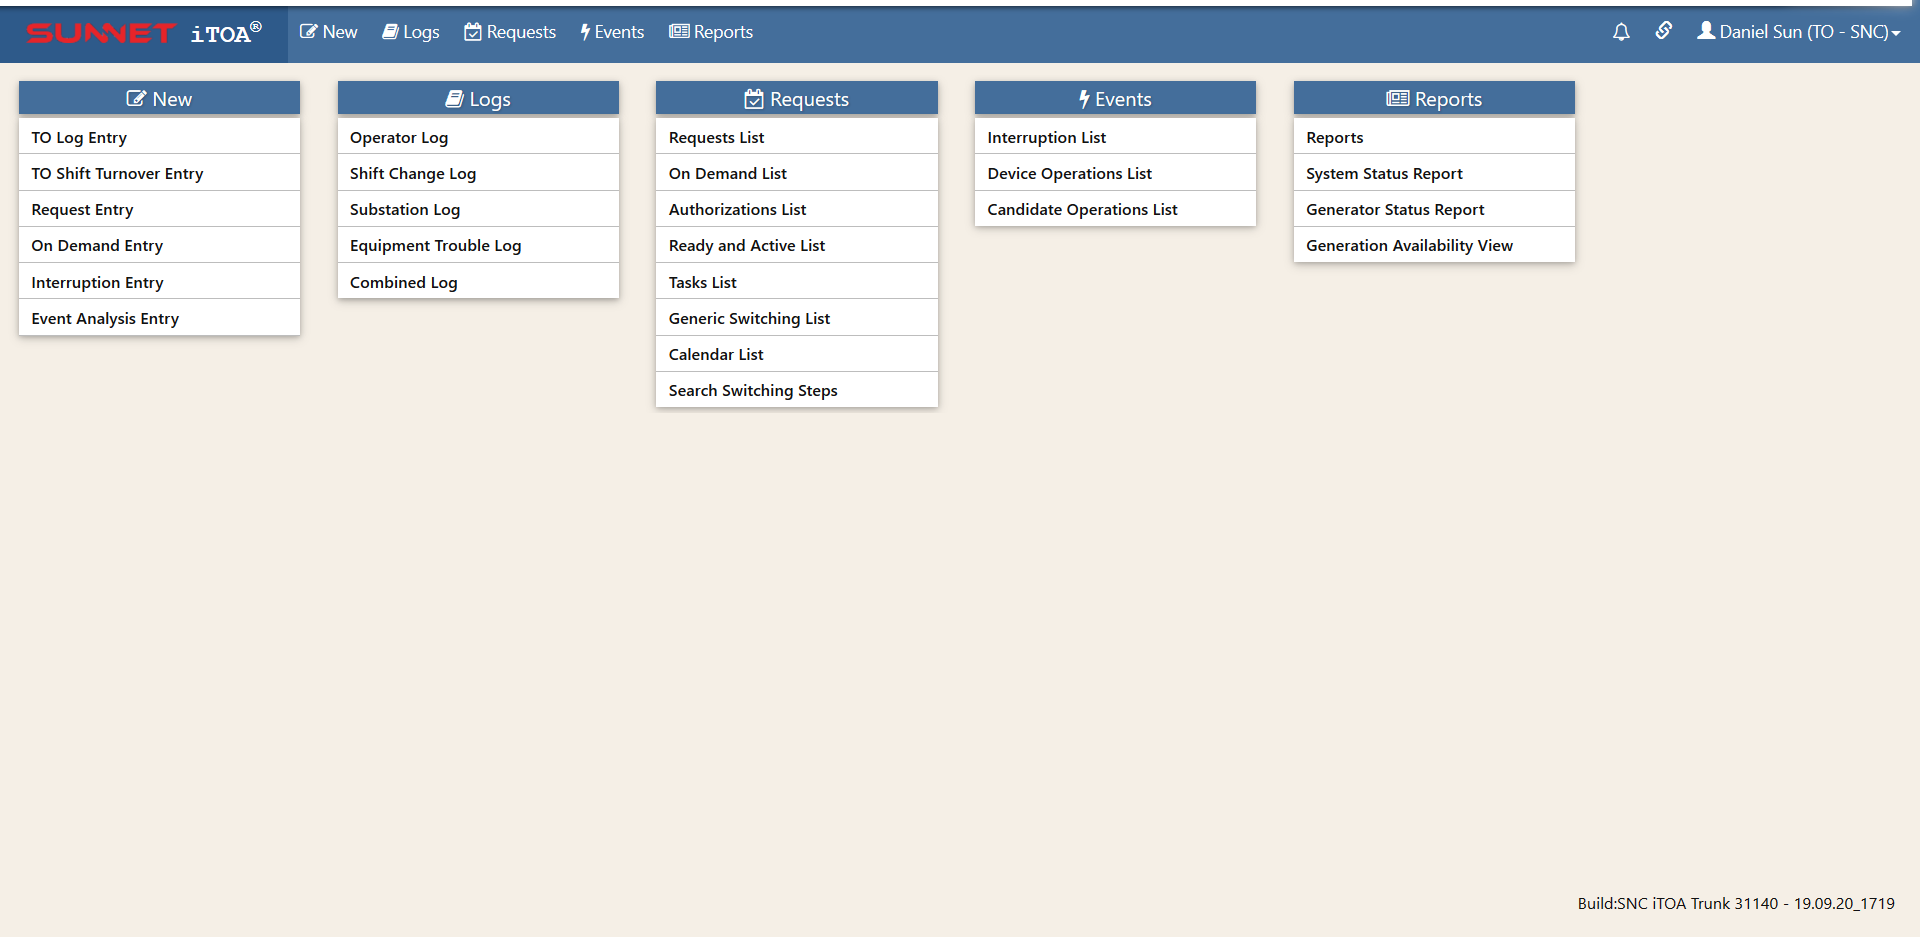 SUNNET iTOA®
New
Logs
Requests
Events
Reports
Daniel Sun (TO - SNC)
New
TO Log Entry
TO Shift Turnover Entry
Request Entry
On Demand Entry
Interruption Entry
Event Analysis Entry
Logs
Operator Log
Shift Change Log
Substation Log
Equipment Trouble Log
Combined Log
Requests
Requests List
On Demand List
Authorizations List
Ready and Active List
Tasks List
Generic Switching List
Calendar List
Search Switching Steps
Events
Interruption List
Device Operations List
Candidate Operations List
Reports
Reports
System Status Report
Generator Status Report
Generation Availability View
Build:SNC iTOA Trunk 31140 - 19.09.20_1719